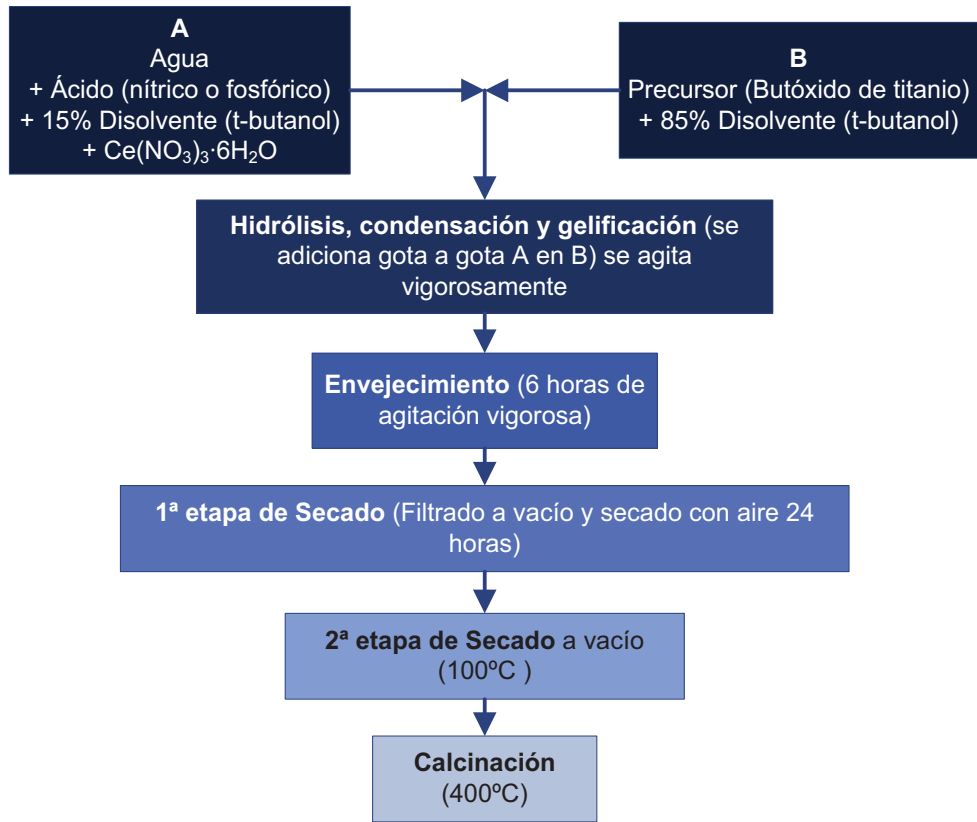 A
Agua
+ Ácido (nítrico o fosfórico)
+ 15% Disolvente (t-butanol)
+ Ce(NO₃)₃·6H₂O
B
Precursor (Butóxido de titanio)
+ 85% Disolvente (t-butanol)
Hidrólisis, condensación y gelificación (se
adiciona gota a gota A en B) se agita
vigorosamente
Envejecimiento (6 horas de
agitación vigorosa)
1ª etapa de Secado (Filtrado a vacío y secado con aire 24
horas)
2ª etapa de Secado a vacío
(100ºC )
Calcinación
(400ºC)